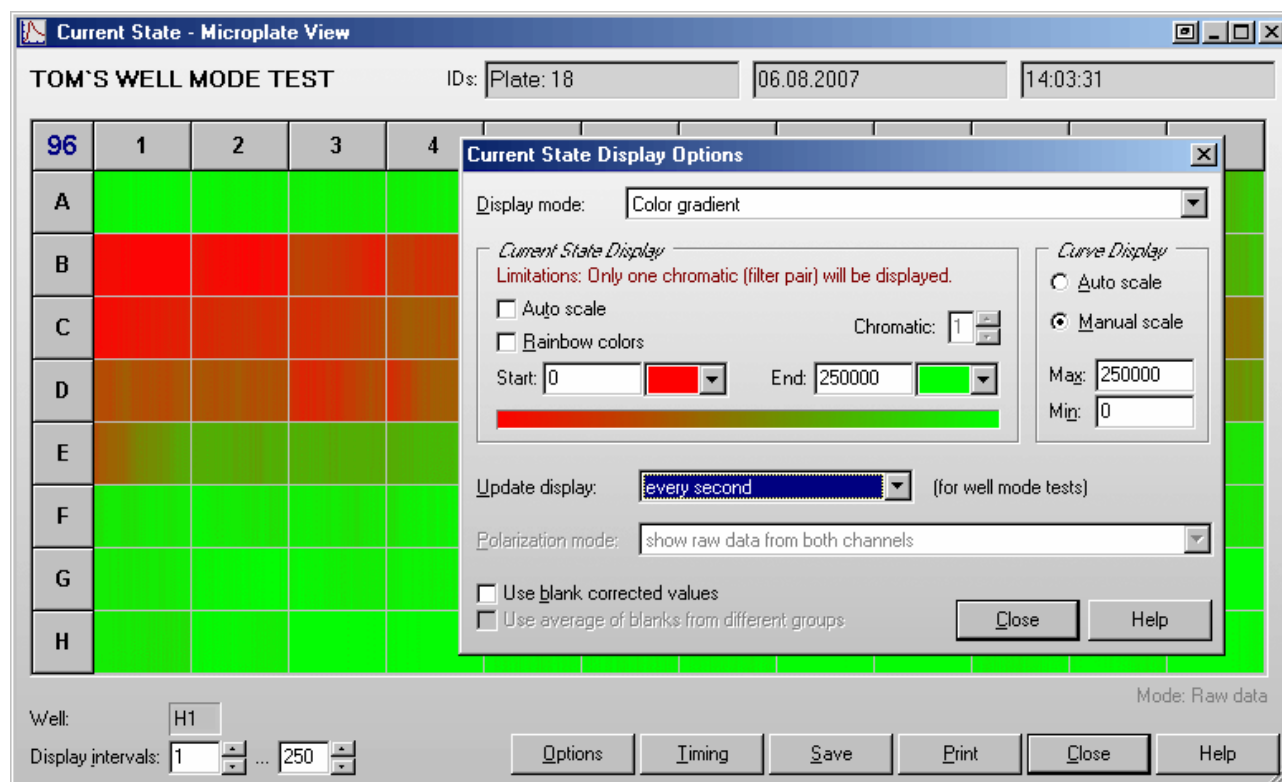 Current State - Microplate View
TOM`S WELL MODE TEST IDs: Plate: 18 06.08.2007 14:03:31
96 1 2 3 4
Current State Display Options
A
Display mode: Color gradient
B
Current State Display
Limitations: Only one chromatic (filter pair) will be displayed.
Auto scale
Rainbow colors
Chromatic: 1
Start: 0 End: 250000
Curve Display
Auto scale
Manual scale
Max: 250000
Min: 0
C
D
E
Update display: every second (for well mode tests)
F
Polarization mode: show raw data from both channels
G
Use blank corrected values
Use average of blanks from different groups
Close Help
H
Mode: Raw data
Well: H1
Display intervals: 1 ... 250
Options Timing Save Print Close Help